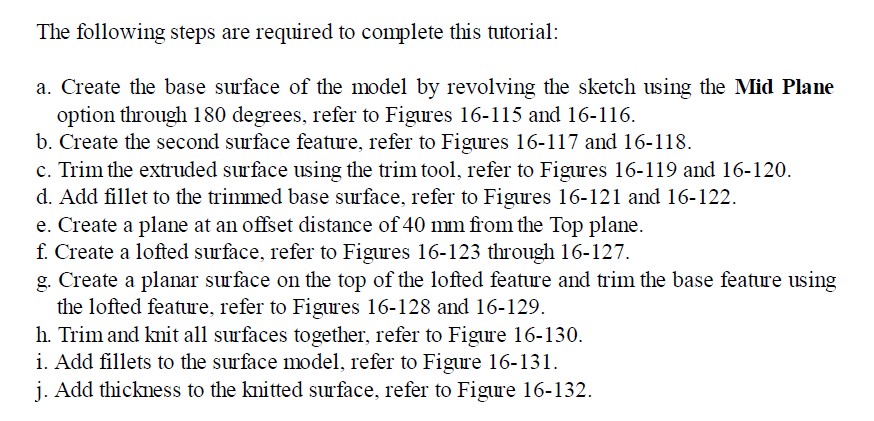 The following steps are required to complete this tutorial:
a. Create the base surface of the model by revolving the sketch using the Mid Plane
option through 180 degrees, refer to Figures 16-115 and 16-116.
b. Create the second surface feature, refer to Figures 16-117 and 16-118.
c. Trim the extruded surface using the trim tool, refer to Figures 16-119 and 16-120.
d. Add fillet to the trimmed base surface, refer to Figures 16-121 and 16-122.
e. Create a plane at an offset distance of 40 mm from the Top plane.
f. Create a lofted surface, refer to Figures 16-123 through 16-127.
g. Create a planar surface on the top of the lofted feature and trim the base feature using
the lofted feature, refer to Figures 16-128 and 16-129.
h. Trim and knit all surfaces together, refer to Figure 16-130.
i. Add fillets to the surface model, refer to Figure 16-131.
j. Add thickness to the knitted surface, refer to Figure 16-132.